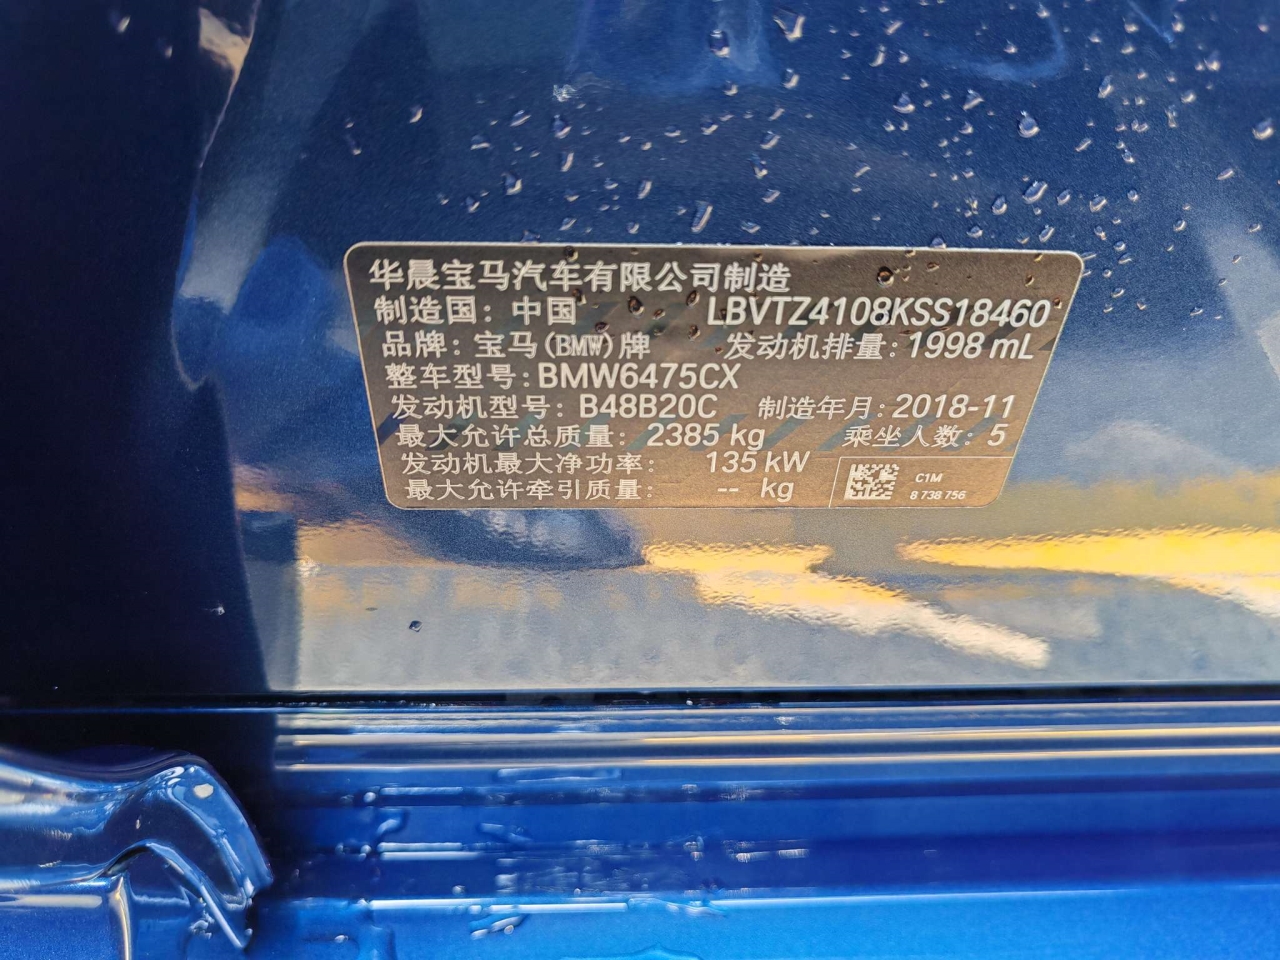 华晨宝马汽车有限公司制造
制造国：中国 LBVTZ4108KSS18460
品牌：宝马(BMW)牌 发动机排量：1998 mL
整车型号：BMW6475CX
发动机型号：B48B20C 制造年月：2018-11
最大允许总质量：2385 kg 乘坐人数：5
发动机最大净功率：135 kW
最大允许牵引质量：-- kg
C1M
8 738 756